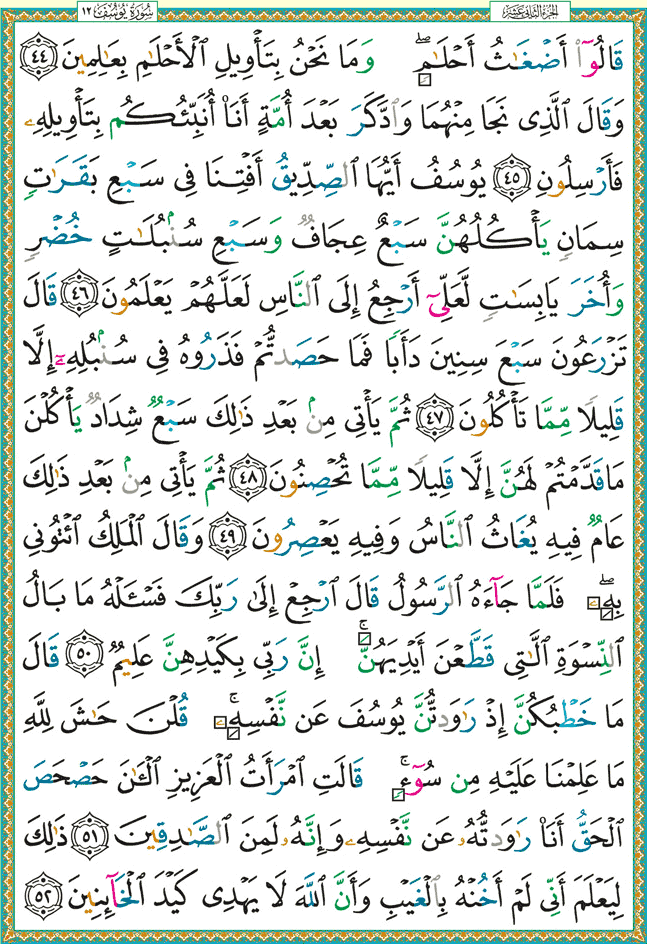 الجزء الثاني عشر
سورة يوسف ١٢
قَالُوٓا۟ أَضْغَـٰثُ أَحْلَـٰمٍۢ ۖ وَمَا نَحْنُ بِتَأْوِيلِ ٱلْأَحْلَـٰمِ بِعَـٰلِمِينَ ٤٤
وَقَالَ ٱلَّذِى نَجَا مِنْهُمَا وَٱدَّكَرَ بَعْدَ أُمَّةٍ أَنَا۠ أُنَبِّئُكُم بِتَأْوِيلِهِۦ
فَأَرْسِلُونِ ٤٥ يُوسُفُ أَيُّهَا ٱلصِّدِّيقُ أَفْتِنَا فِى سَبْعِ بَقَرَٰتٍۢ
سِمَانٍۢ يَأْكُلُهُنَّ سَبْعٌ عِجَافٌۭ وَسَبْعِ سُنۢبُلَـٰتٍ خُضْرٍۢ
وَأُخَرَ يَابِسَـٰتٍۢ لَّعَلِّىٓ أَرْجِعُ إِلَى ٱلنَّاسِ لَعَلَّهُمْ يَعْلَمُونَ ٤٦ قَالَ
تَزْرَعُونَ سَبْعَ سِنِينَ دَأَبًۭا فَمَا حَصَدتُّمْ فَذَرُوهُ فِى سُنۢبُلِهِۦٓ إِلَّا
قَلِيلًۭا مِّمَّا تَأْكُلُونَ ٤٧ ثُمَّ يَأْتِى مِنۢ بَعْدِ ذَٰلِكَ سَبْعٌۭ شِدَادٌۭ يَأْكُلْنَ
مَا قَدَّمْتُمْ لَهُنَّ إِلَّا قَلِيلًۭا مِّمَّا تُحْصِنُونَ ٤٨ ثُمَّ يَأْتِى مِنۢ بَعْدِ ذَٰلِكَ
عَامٌۭ فِيهِ يُغَاثُ ٱلنَّاسُ وَفِيهِ يَعْصِرُونَ ٤٩ وَقَالَ ٱلْمَلِكُ ٱئْتُونِى
بِهِۦ ۖ فَلَمَّا جَآءَهُ ٱلرَّسُولُ قَالَ ٱرْجِعْ إِلَىٰ رَبِّكَ فَسْـَٔلْهُ مَا بَالُ
ٱلنِّسْوَةِ ٱلَّـٰتِى قَطَّعْنَ أَيْدِيَهُنَّ ۚ إِنَّ رَبِّى بِكَيْدِهِنَّ عَلِيمٌۭ ٥٠ قَالَ
مَا خَطْبُكُنَّ إِذْ رَٰوَدتُّنَّ يُوسُفَ عَن نَّفْسِهِۦ ۚ قُلْنَ حَـٰشَ لِلَّهِ
مَا عَلِمْنَا عَلَيْهِ مِن سُوٓءٍۢ ۚ قَالَتِ ٱمْرَأَتُ ٱلْعَزِيزِ ٱلْـَٔـٰنَ حَصْحَصَ
ٱلْحَقُّ أَنَا۠ رَٰوَدتُّهُۥ عَن نَّفْسِهِۦ وَإِنَّهُۥ لَمِنَ ٱلصَّـٰدِقِينَ ٥١ ذَٰلِكَ
لِيَعْلَمَ أَنِّى لَمْ أَخُنْهُ بِٱلْغَيْبِ وَأَنَّ ٱللَّهَ لَا يَهْدِى كَيْدَ ٱلْخَآئِنِينَ ٥٢